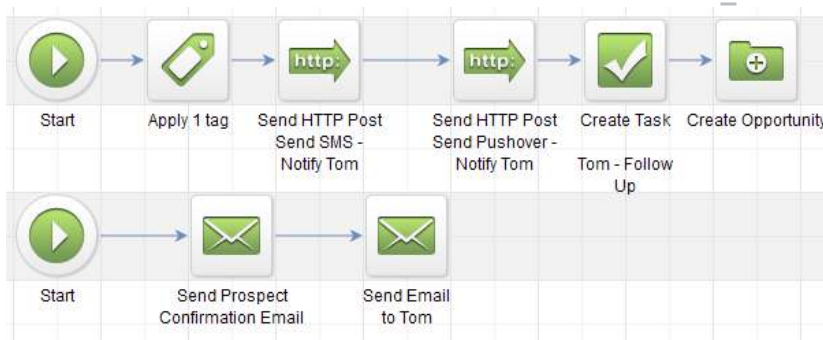 http: http:
Start Apply 1 tag Send HTTP Post Send HTTP Post Create Task Create Opportunity
Send SMS - Send Pushover -
Notify Tom Notify Tom Tom - Follow
Up
Start Send Prospect Send Email
Confirmation Email to Tom